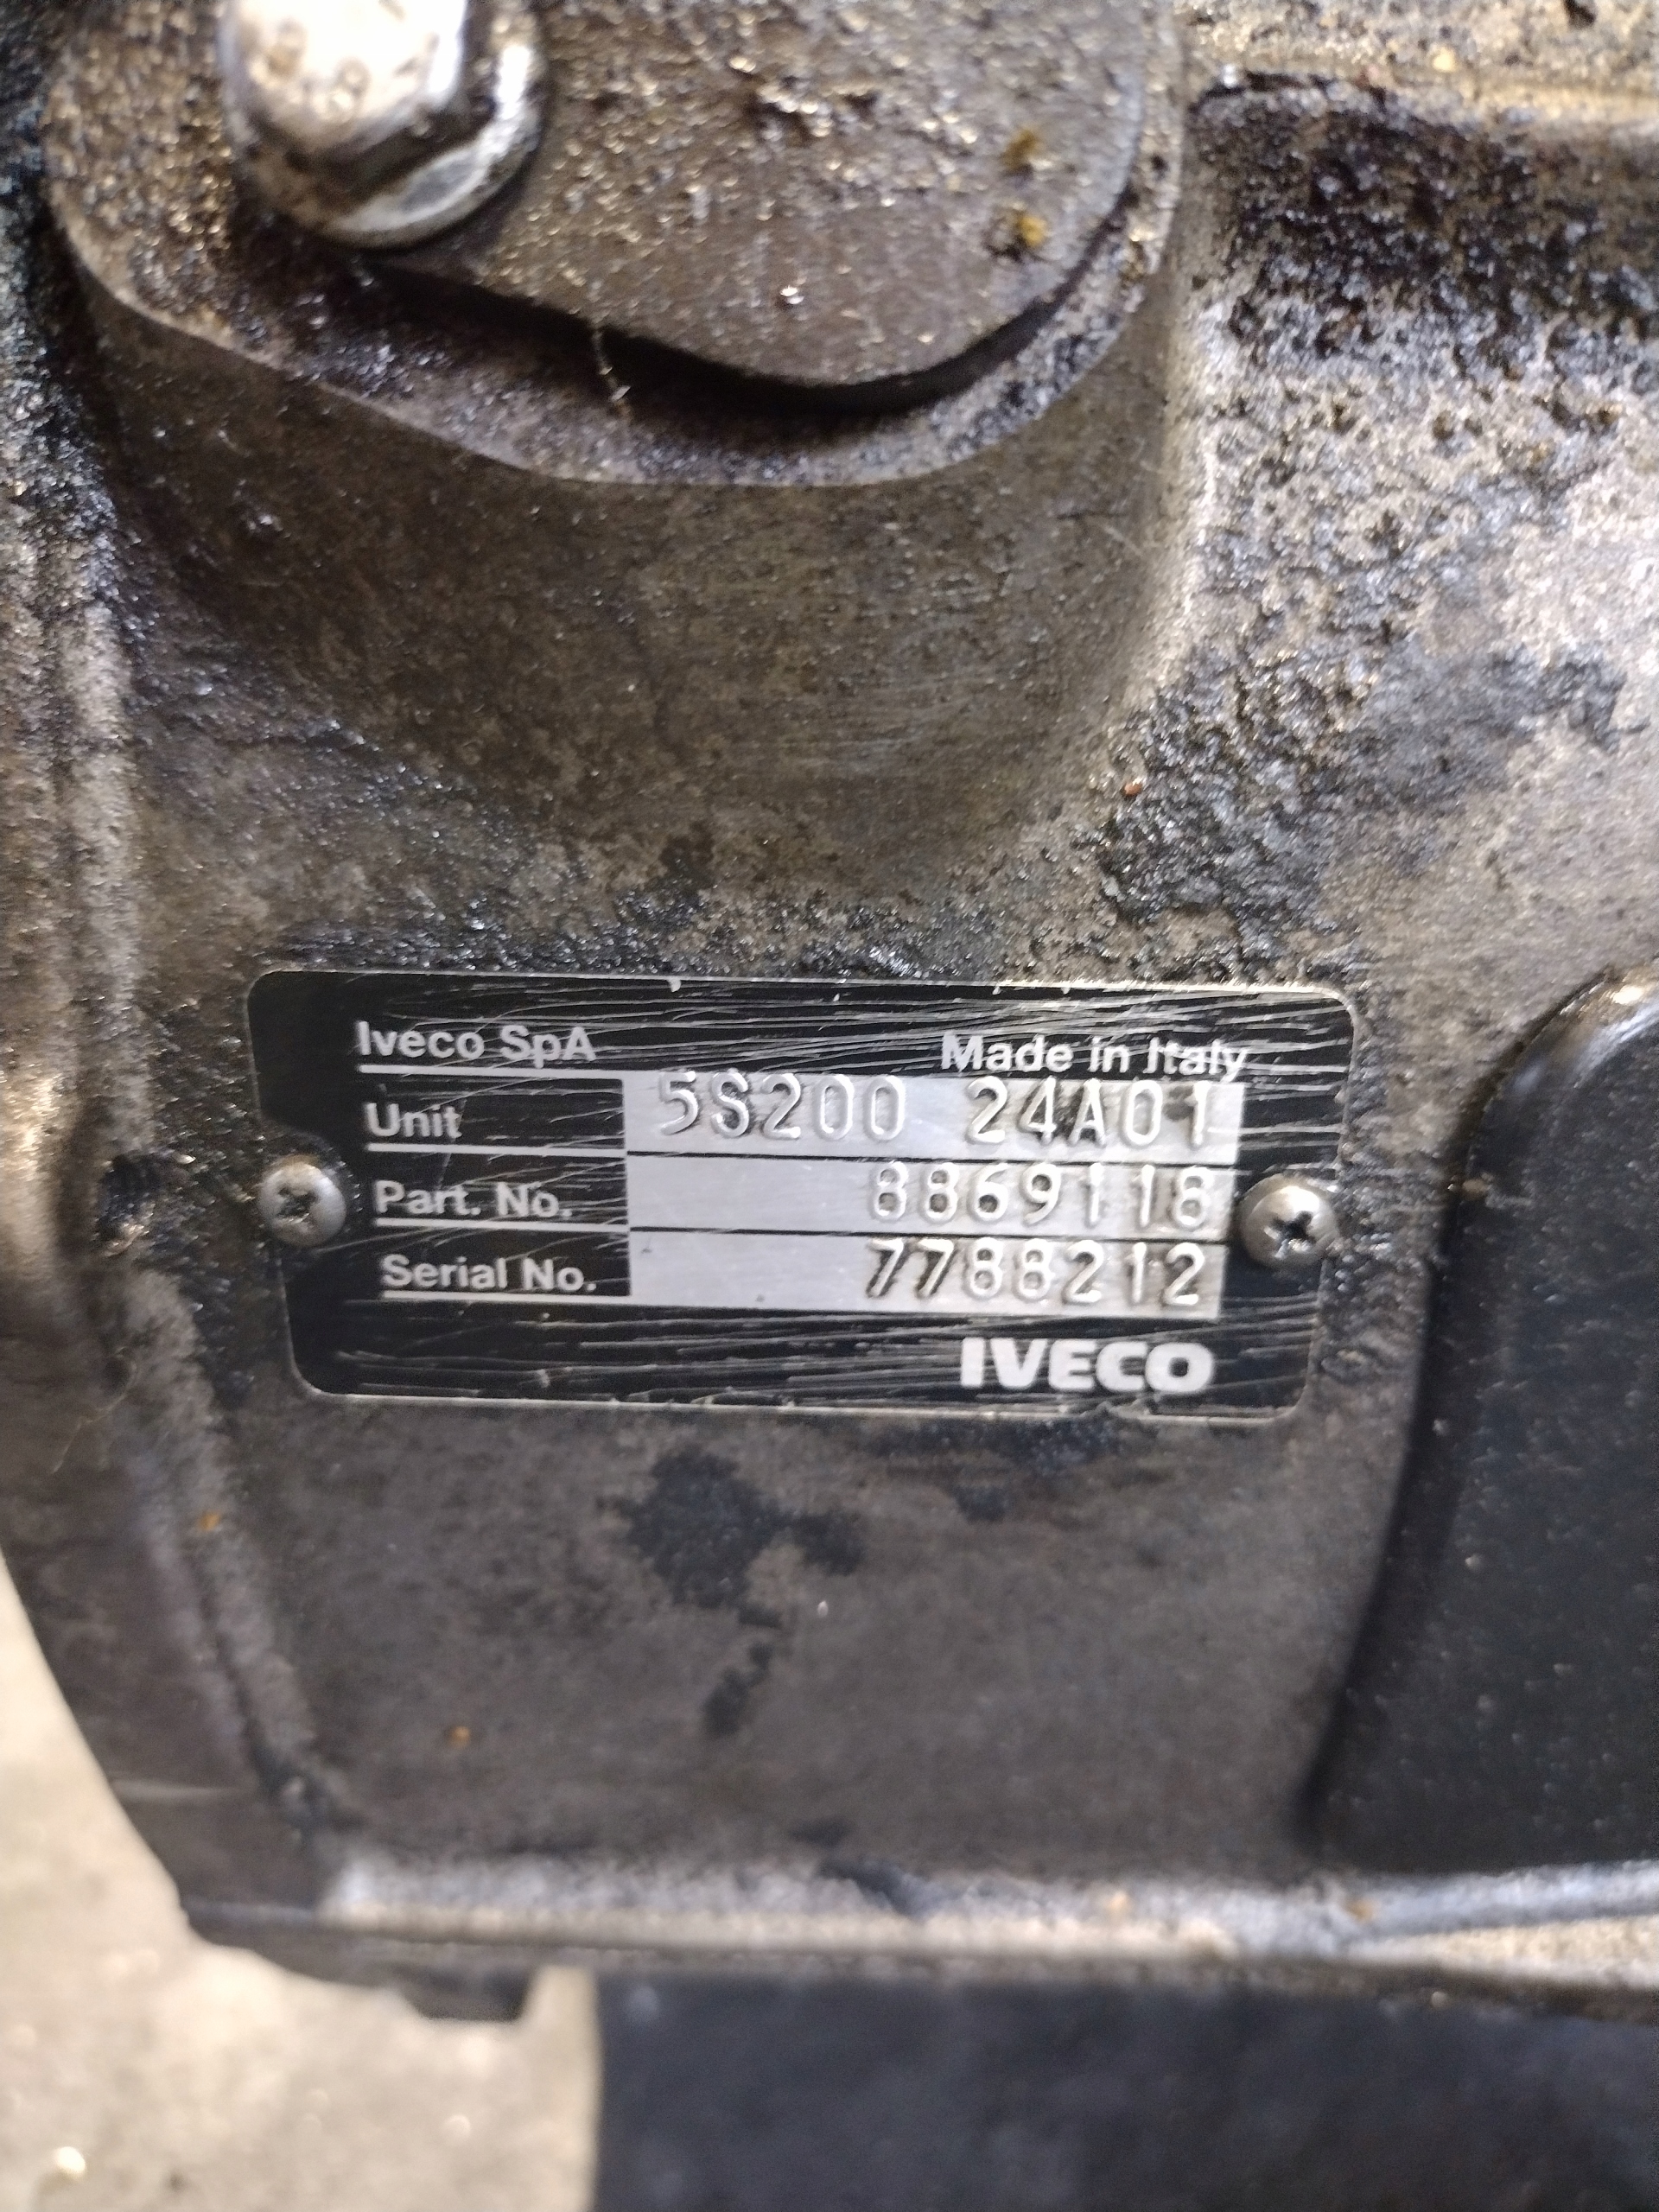 Iveco SpA Made in Italy
Unit 5S200 24A01
Part. No. 8869118
Serial No. 7788212
IVECO